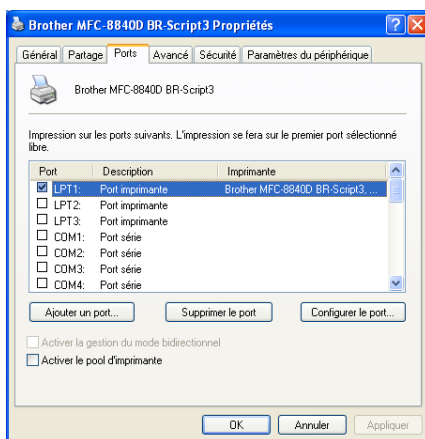 Brother MFC-8840D BR-Script3 Propriétés
Général Partage Ports Avancé Sécurité Paramètres du périphérique
Brother MFC-8840D BR-Script3
Impression sur les ports suivants. L'impression se fera sur le premier port sélectionné
libre.
Port Description Imprimante
LPT1: Port imprimante Brother MFC-8840D BR-Script3, ...
LPT2: Port imprimante
LPT3: Port imprimante
COM1: Port série
COM2: Port série
COM3: Port série
COM4: Port série
Ajouter un port... Supprimer le port Configurer le port...
Activer la gestion du mode bidirectionnel
Activer le pool d'imprimante
OK Annuler Appliquer